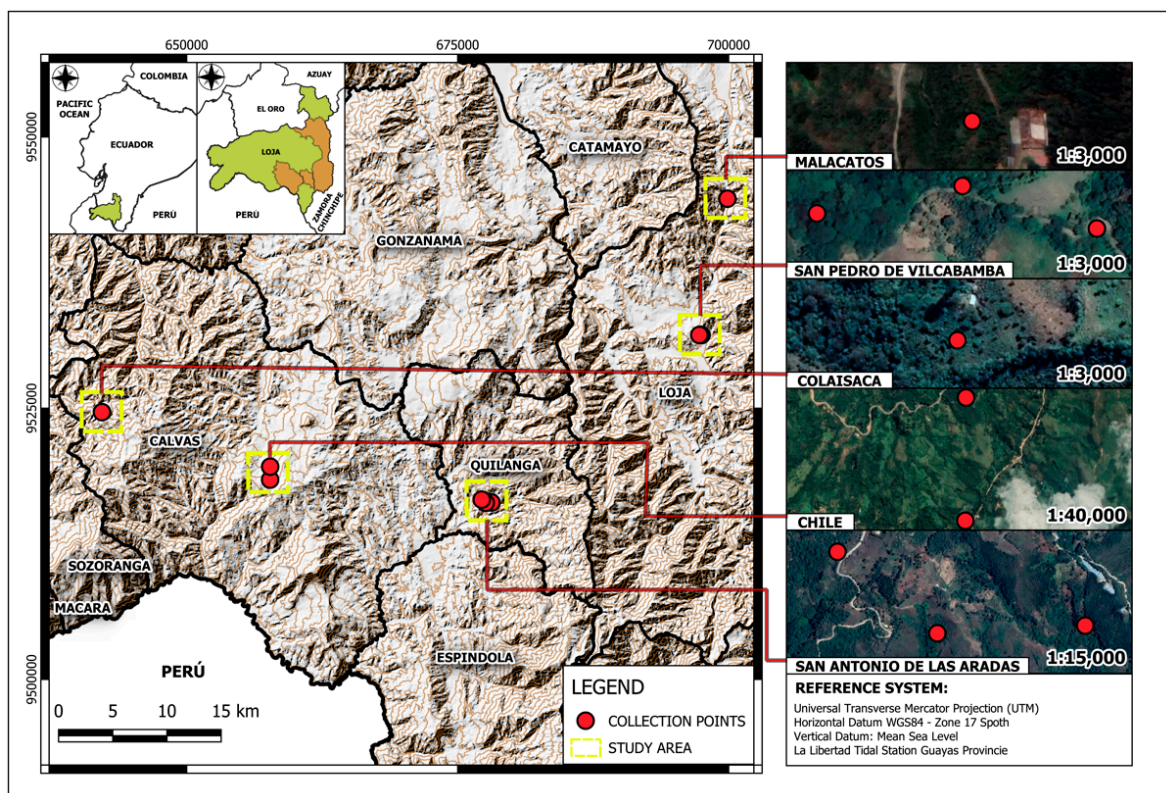 650000
675000
700000
COLOMBIA
PACIFIC
OCEAN
ECUADOR
PERÚ
AZUAY
EL ORO
LOJA
PERÚ
ZAMORA
CHINCHIPE
9550000
9525000
9500000
CATAMAYO
GONZANAMA
LOJA
CALVAS
QUILANGA
SOZORANGA
MACARA
ESPINDOLA
PERÚ
0 5 10 15 km
LEGEND
COLLECTION POINTS
STUDY AREA
MALACATOS
1:3,000
SAN PEDRO DE VILCABAMBA
1:3,000
COLAISACA
1:3,000
CHILE
1:40,000
SAN ANTONIO DE LAS ARADAS
1:15,000
REFERENCE SYSTEM:
Universal Transverse Mercator Projection (UTM)
Horizontal Datum WGS84 - Zone 17 Spoth
Vertical Datum: Mean Sea Level
La Libertad Tidal Station Guayas Provincie